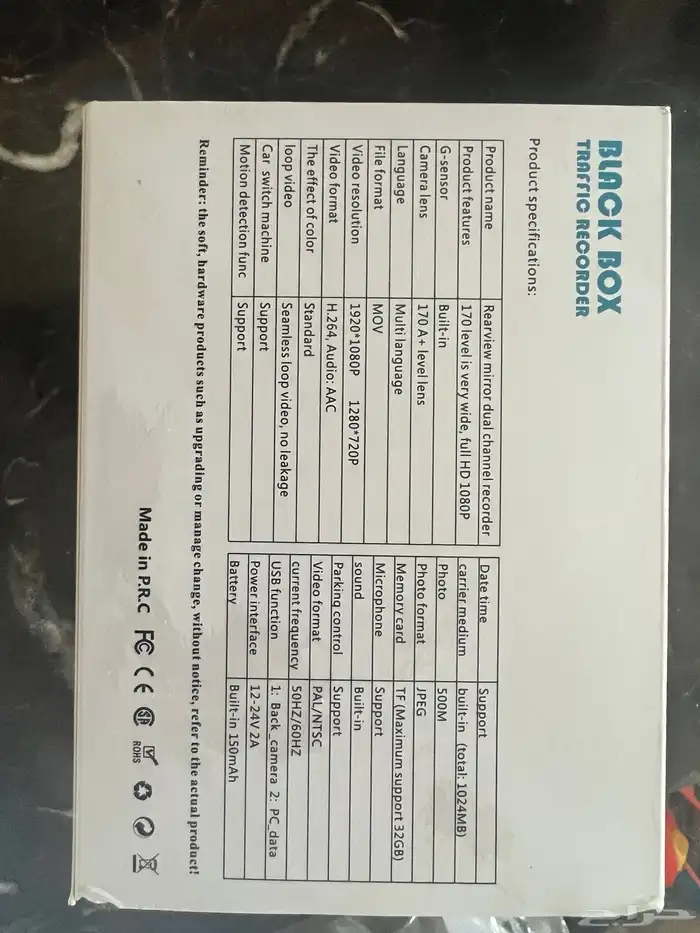 BLACK BOX
TRAFFIC RECORDER
Product specifications:
Product name Rearview mirror dual channel recorder
Product features 170 level is very wide, full HD 1080P
G-sensor Built-in
Camera lens 170 A+ level lens
Language Multi language
File format MOV
Video resolution 1920*1080P 1280*720P
Video format H.264, Audio: AAC
The effect of color Standard
loop video Seamless loop video, no leakage
Car switch machine Support
Motion detection func Support
Date time Support
carrier medium built-in (total: 1024MB)
Photo 500M
Photo format JPEG
Memory card TF (Maximum support 32GB)
Microphone Support
sound Built-in
Parking control Support
Video format PAL/NTSC
current frequency 50HZ/60HZ
USB function 1: Back_camera 2: PC_data
Power interface 12-24V 2A
Battery Built-in 150mAh
Reminder: the soft, hardware products such as upgrading or manage change, without notice, refer to the actual product!
Made in P.R.C FC CE ROHS
حراج